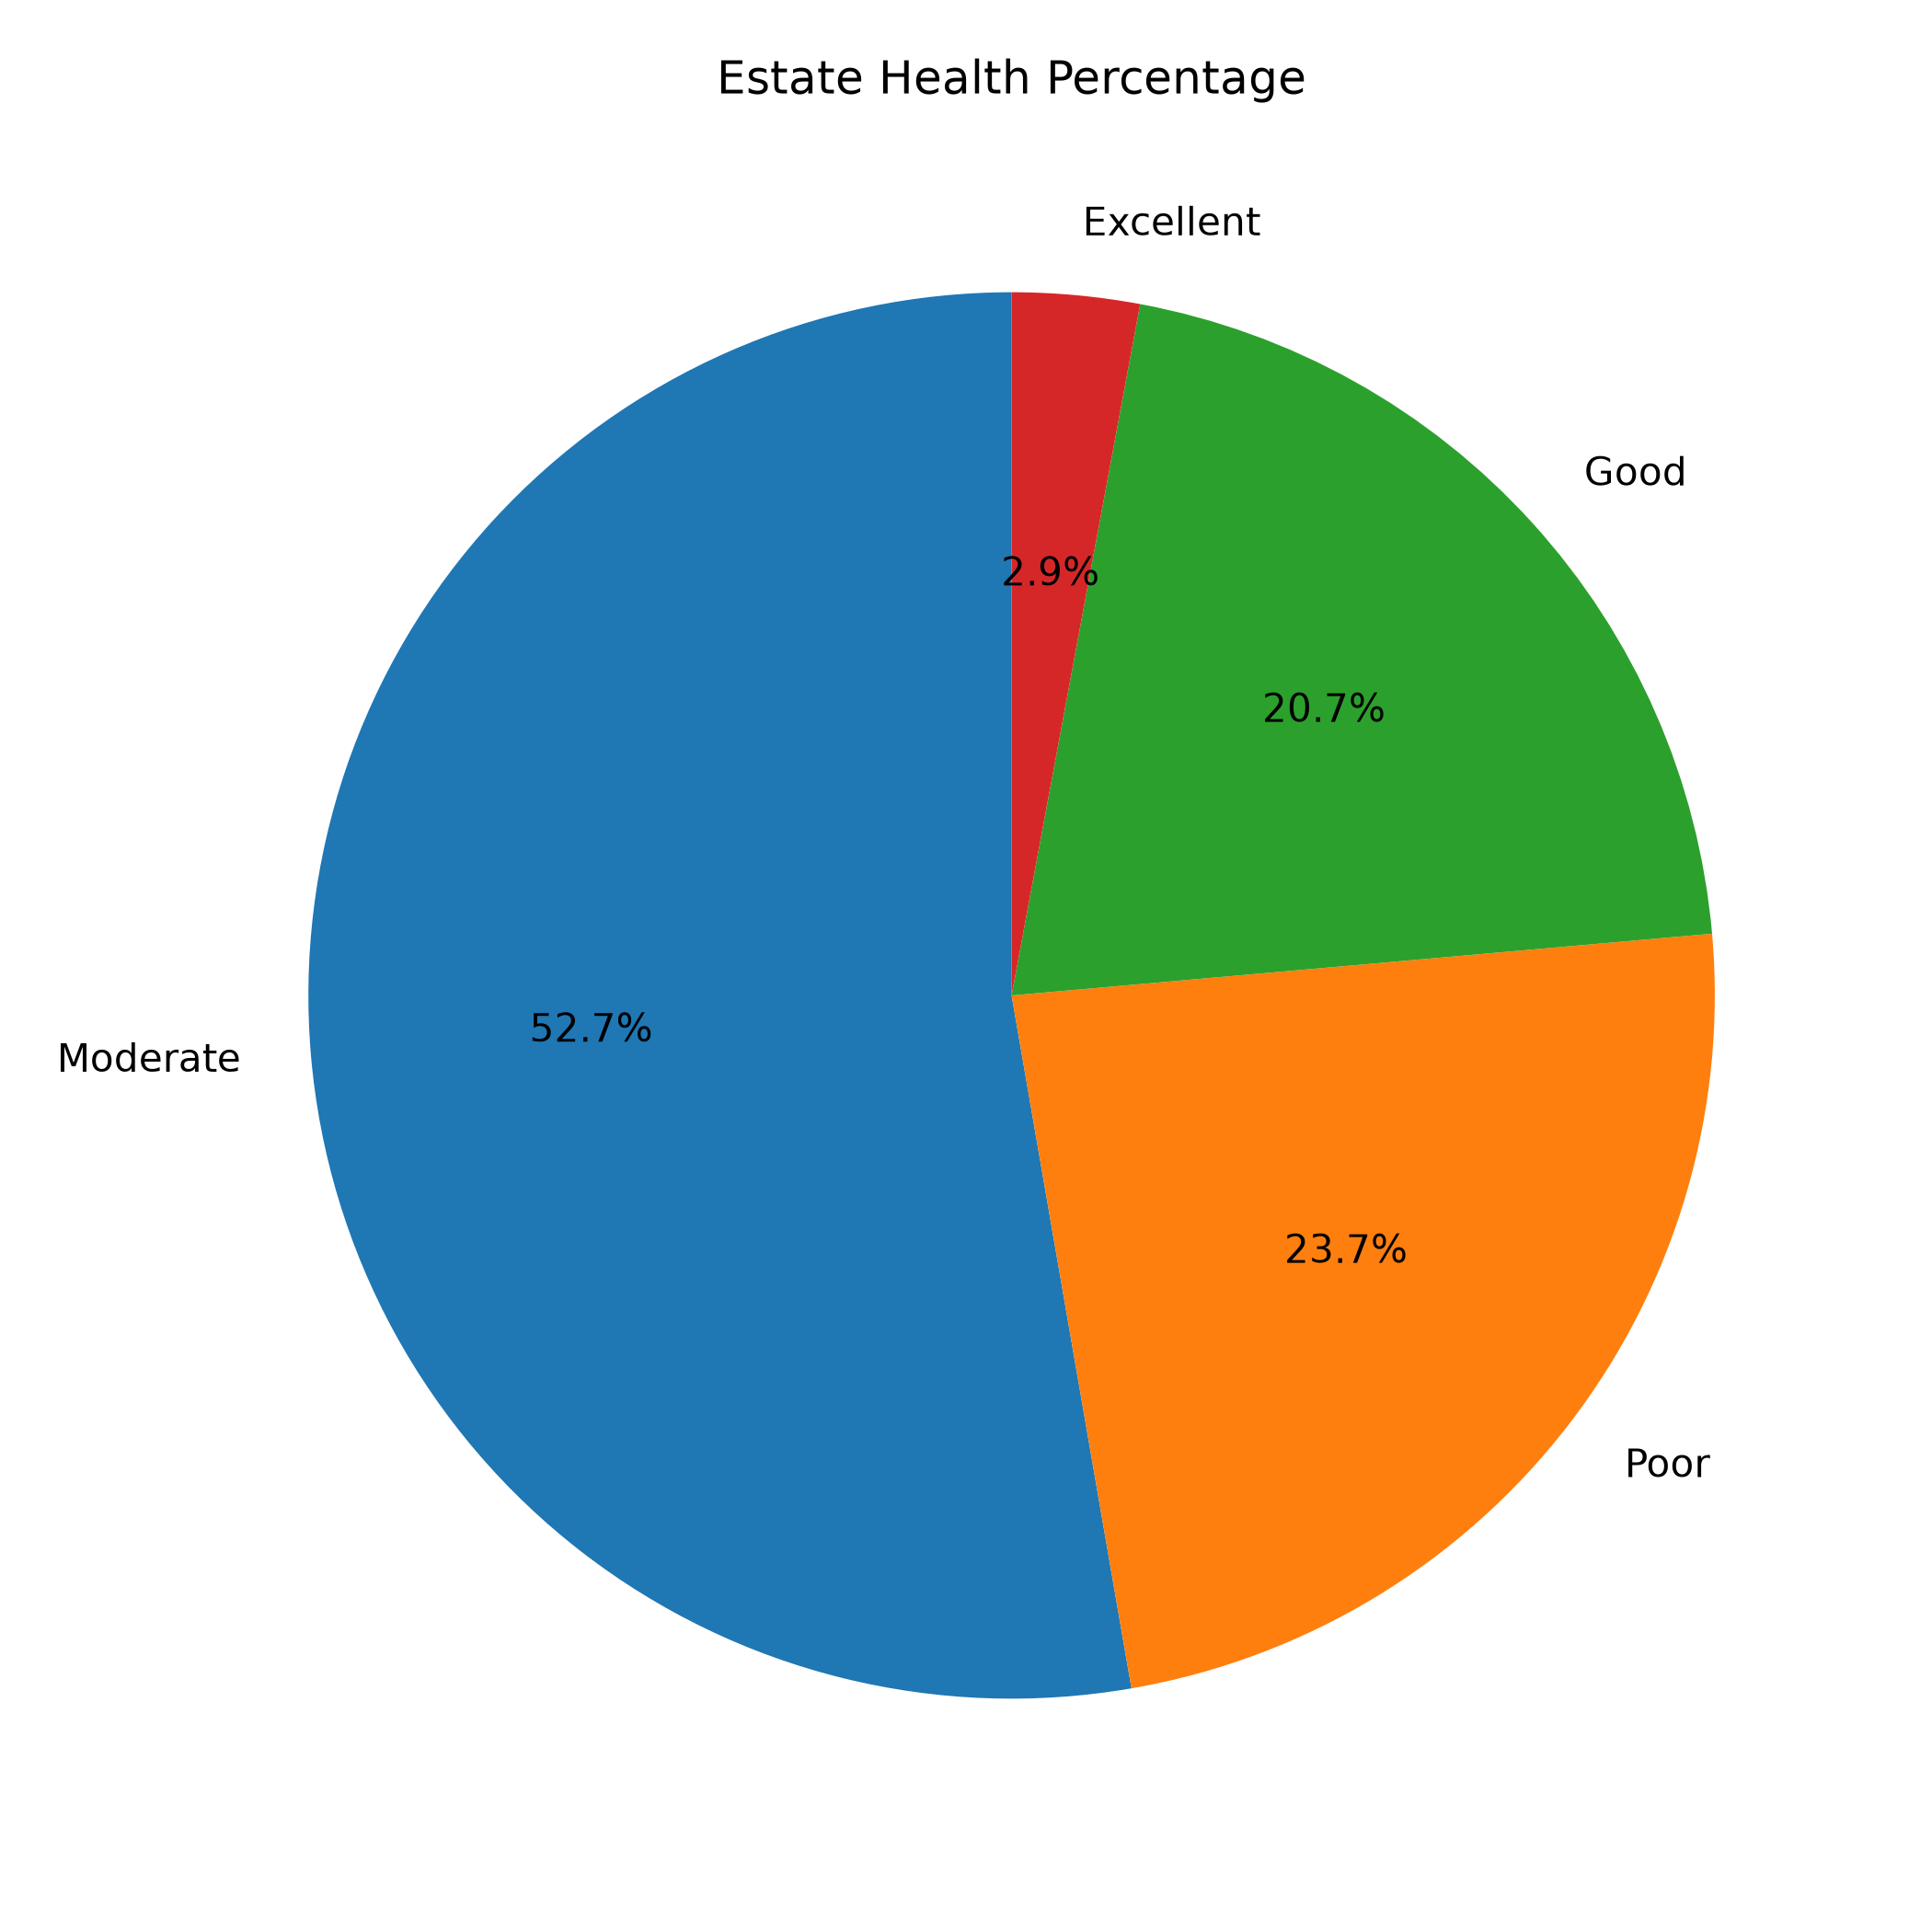 Estate Health Percentage
Excellent
Good
2.9%
20.7%
52.7%
Moderate
23.7%
Poor